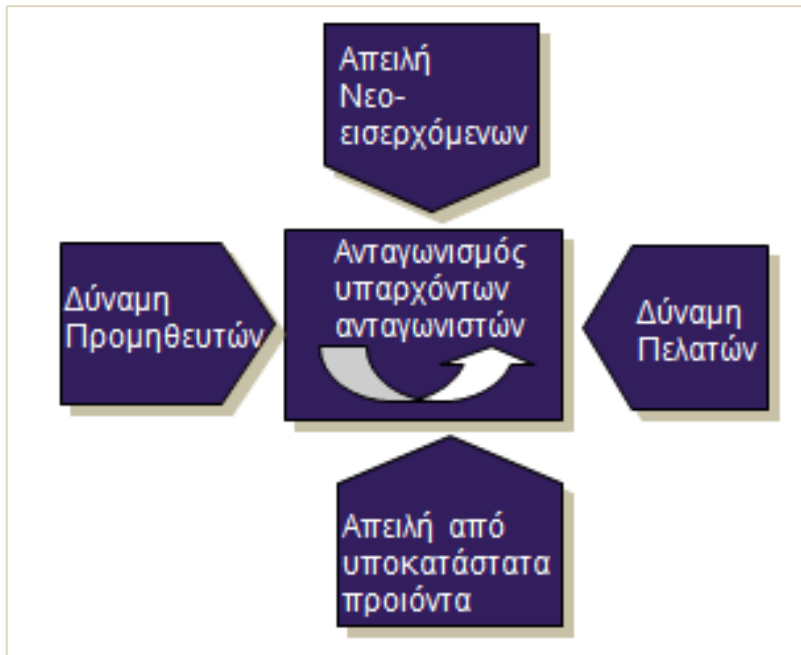 Απειλή
Νεο-
εισερχόμενων
Δύναμη
Προμηθευτών
Ανταγωνισμός
υπαρχόντων
ανταγωνιστών
Δύναμη
Πελατών
Απειλή από
υποκατάστατα
προιόντα